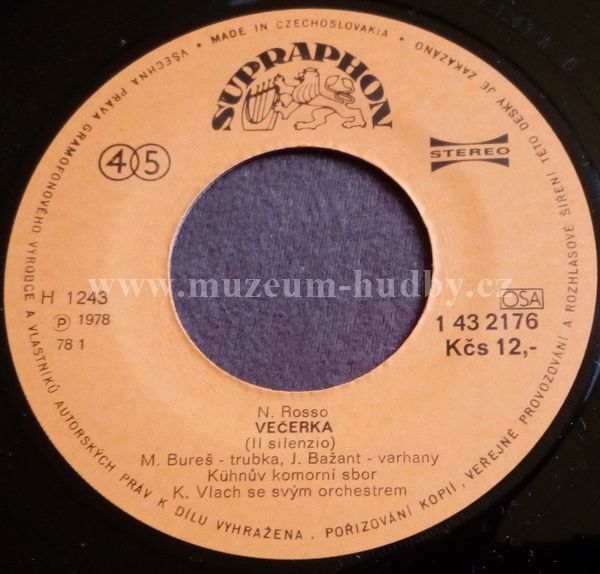 VŠECHNA PRÁVA GRAMOFONOVÉHO VÝROBCE A VLASTNÍKŮ AUTORSKÝCH PRÁV K DÍLU VYHRAŽENA. POŘIZOVÁNÍ KOPIÍ, VEŘEJNÉ PROVOZOVÁNÍ A ROZHLASOVÉ ŠÍŘENÍ TÉTO DESKY JE ZAKÁZÁNO • MADE IN CZECHOSLOVAKIA •
SUPRAPHON
45
STEREO
www.muzeum-hudby.cz
H 1243
Ⓟ 1978
78 1
OSA
1 43 2176
Kčs 12,-
N. Rosso
VEČERKA
(Il silenzio)
M. Bureš - trubka, J. Bažant - varhany
Kühnův komorní sbor
K. Vlach se svým orchestrem